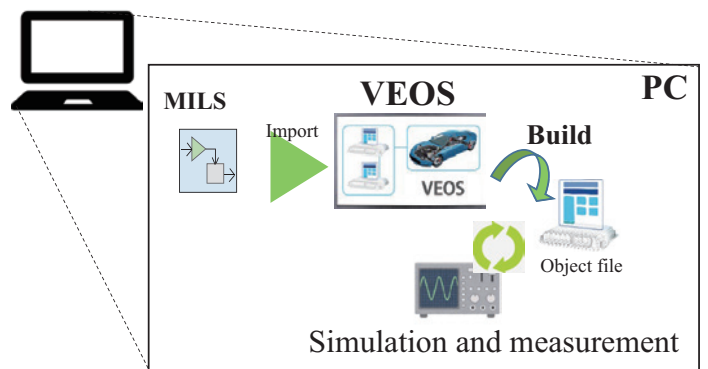 PC
VEOS
MILS
Import
Build
VEOS
Object file
Simulation and measurement